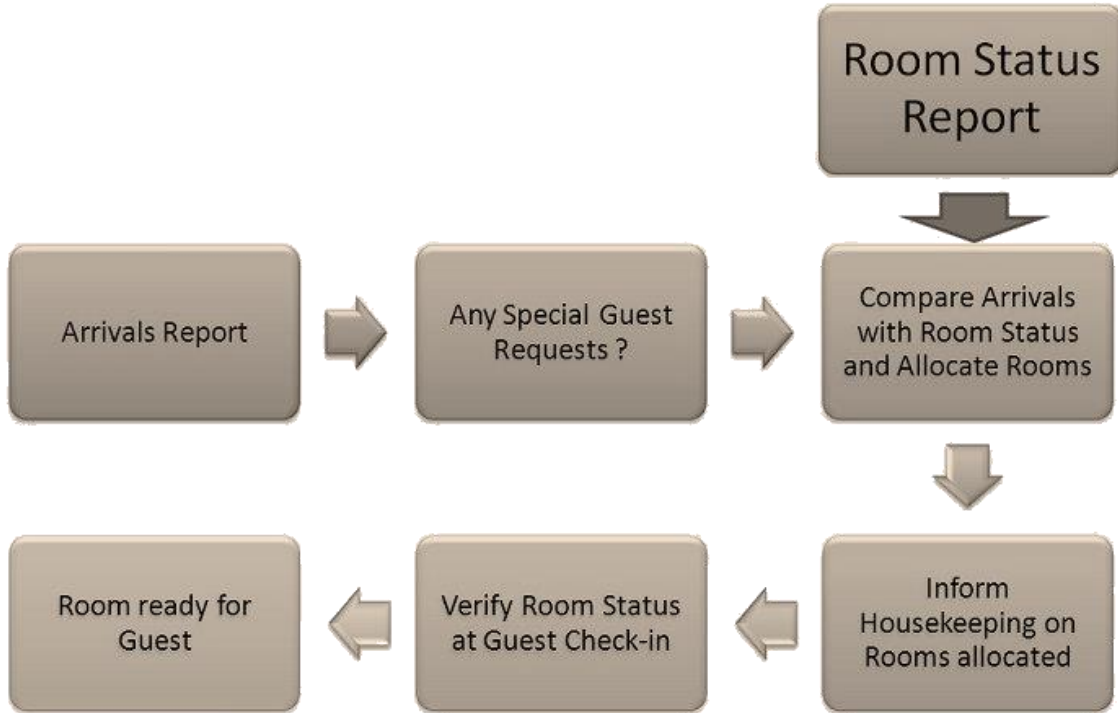 Room Status
Report
Arrivals Report
Any Special Guest
Requests ?
Compare Arrivals
with Room Status
and Allocate Rooms
Inform
Housekeeping on
Rooms allocated
Verify Room Status
at Guest Check-in
Room ready for
Guest